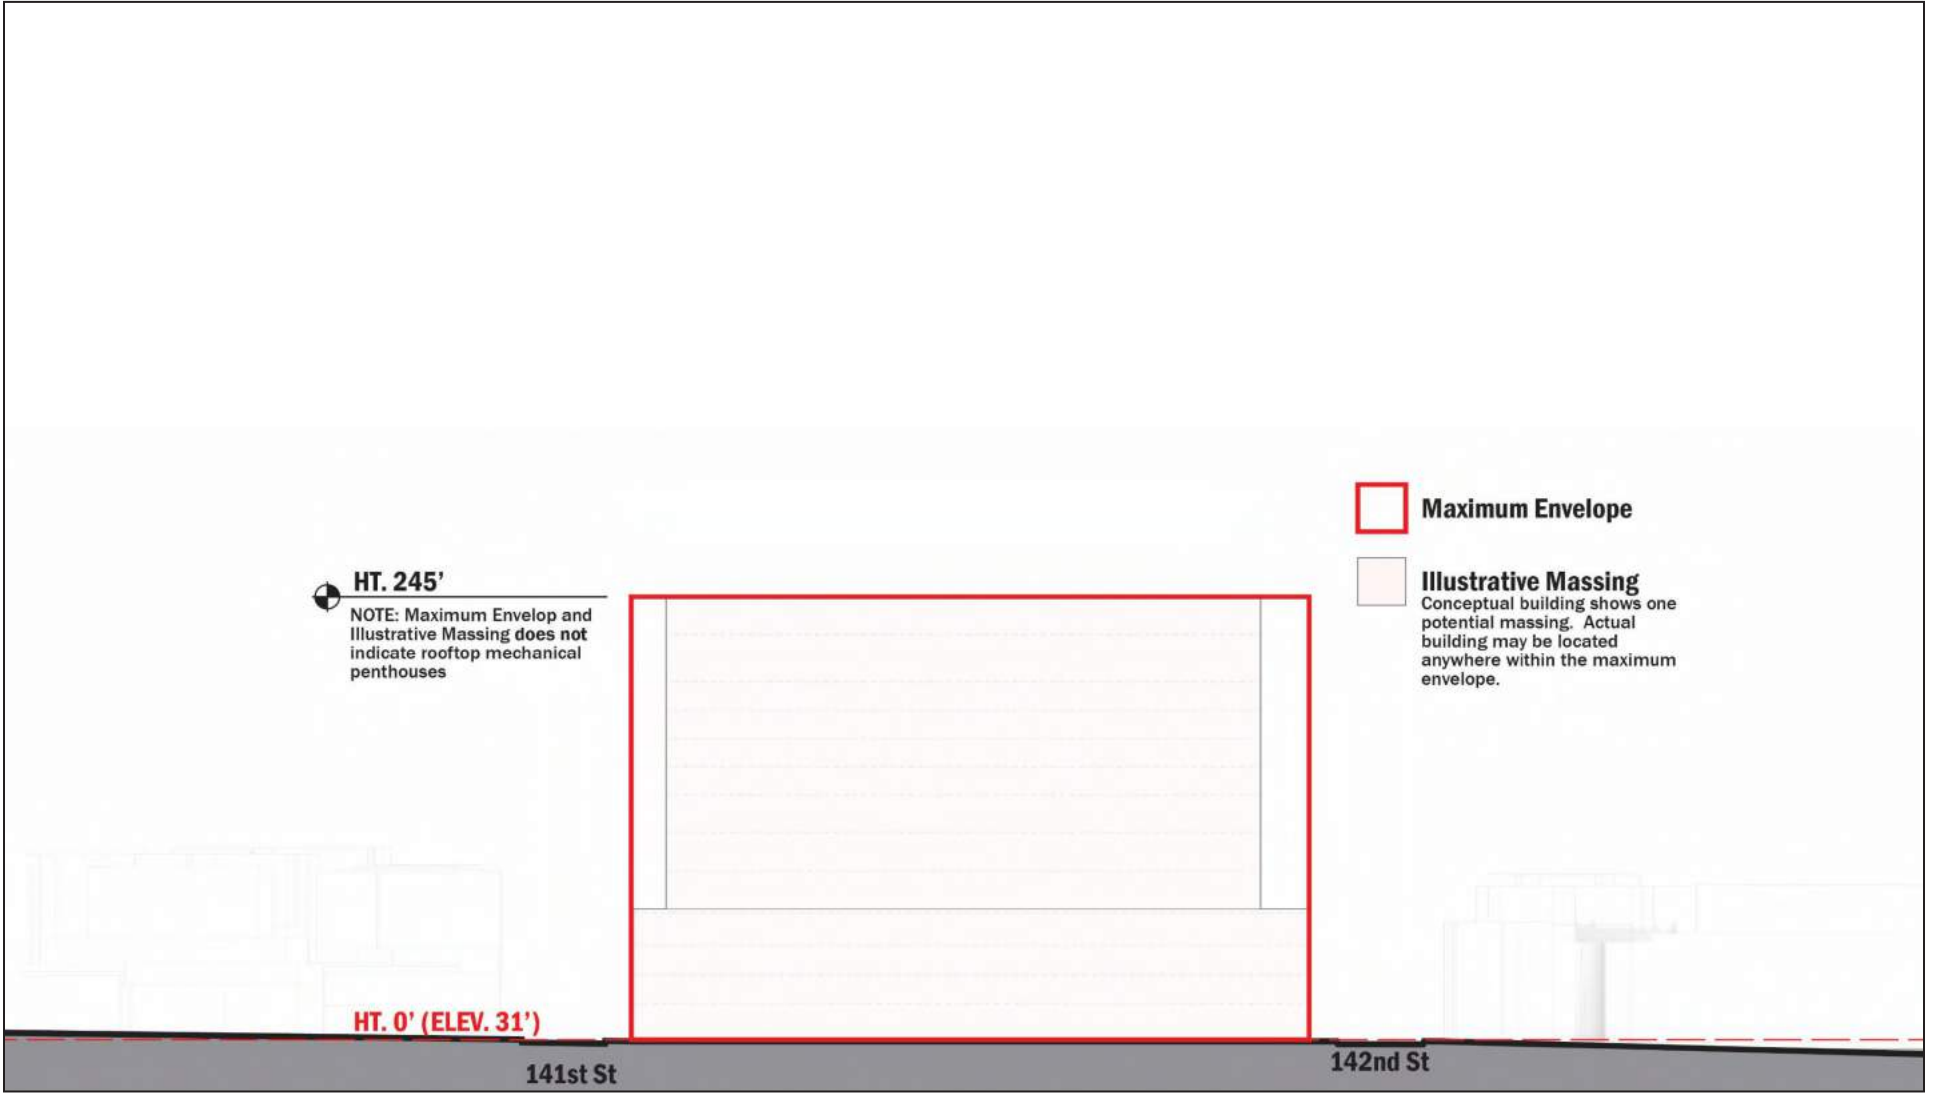 Maximum Envelope
HT. 245’
NOTE: Maximum Envelop and
Illustrative Massing does not
indicate rooftop mechanical
penthouses
Illustrative Massing
Conceptual building shows one
potential massing.  Actual
building may be located
anywhere within the maximum
envelope.
HT. 0’ (ELEV. 31’)
141st St
142nd St